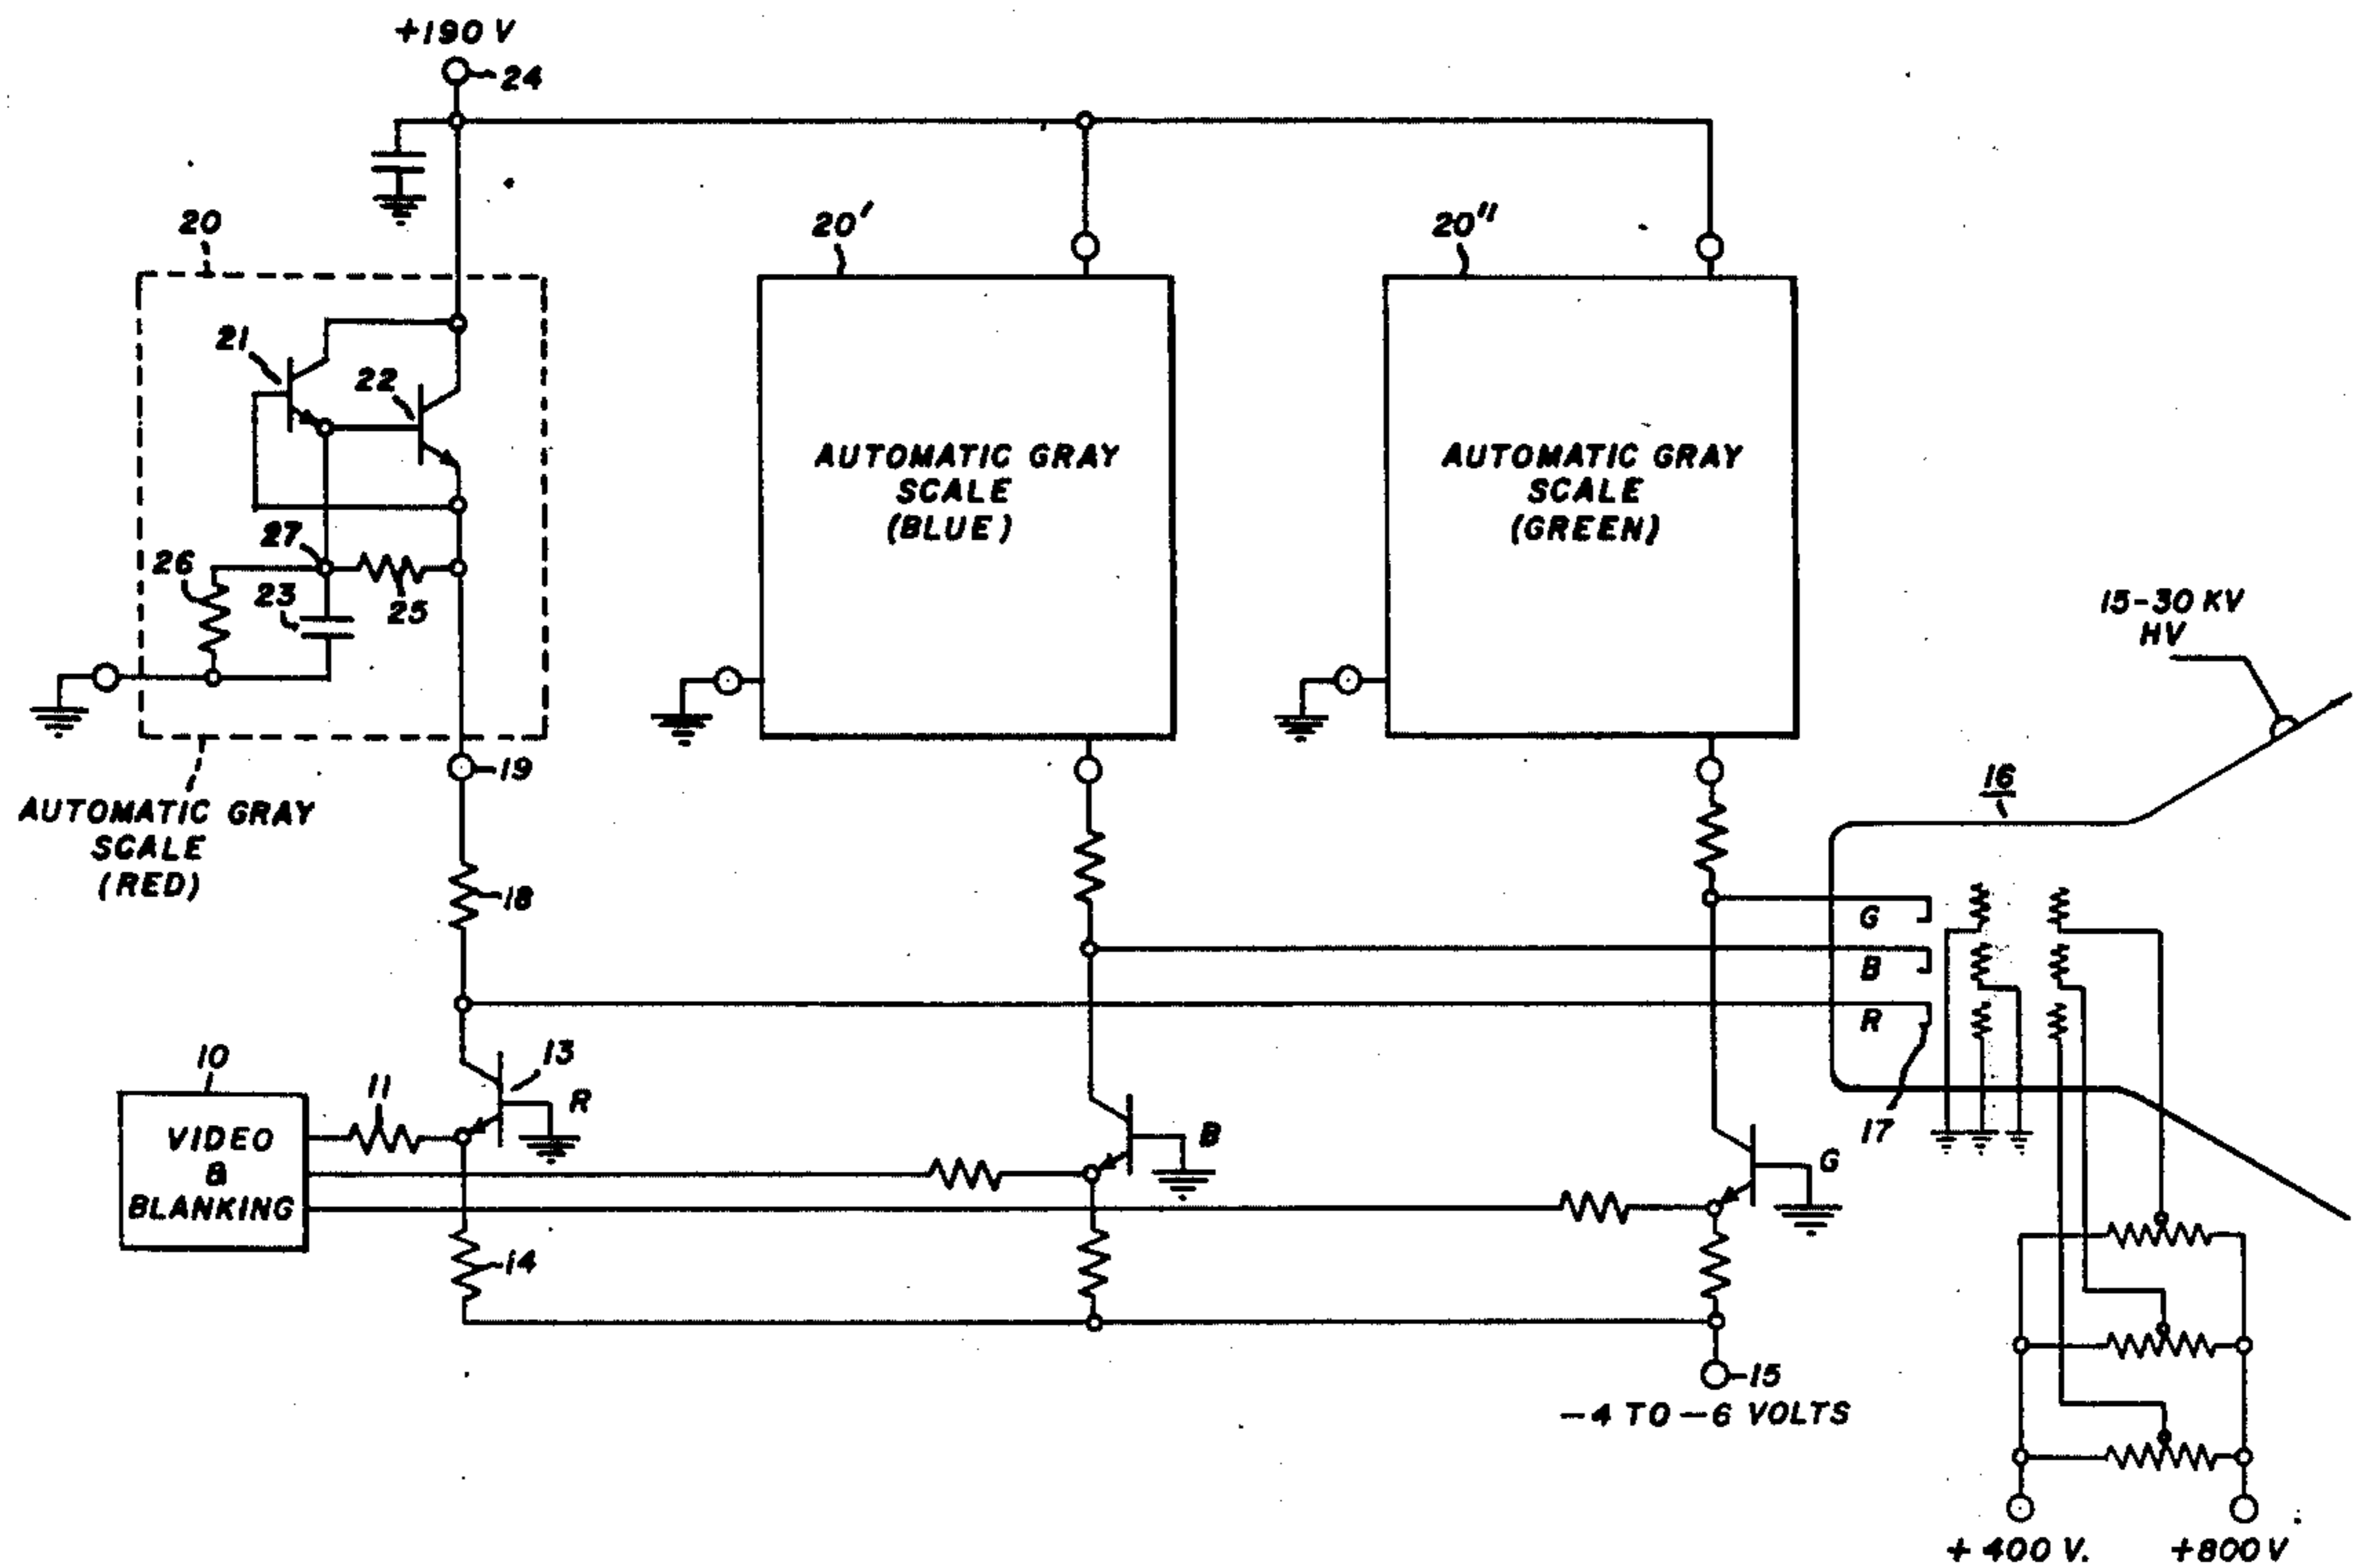 +190 V
24
20
20'
20"
21
22
AUTOMATIC GRAY
SCALE
(BLUE)
AUTOMATIC GRAY
SCALE
(GREEN)
27
26
23
25
15-30 KV
HV
19
AUTOMATIC GRAY
SCALE
(RED)
16
18
G
B
R
17
10
11
13
R
B
G
VIDEO
&
BLANKING
14
15
-4 TO -6 VOLTS
+400 V.
+800 V